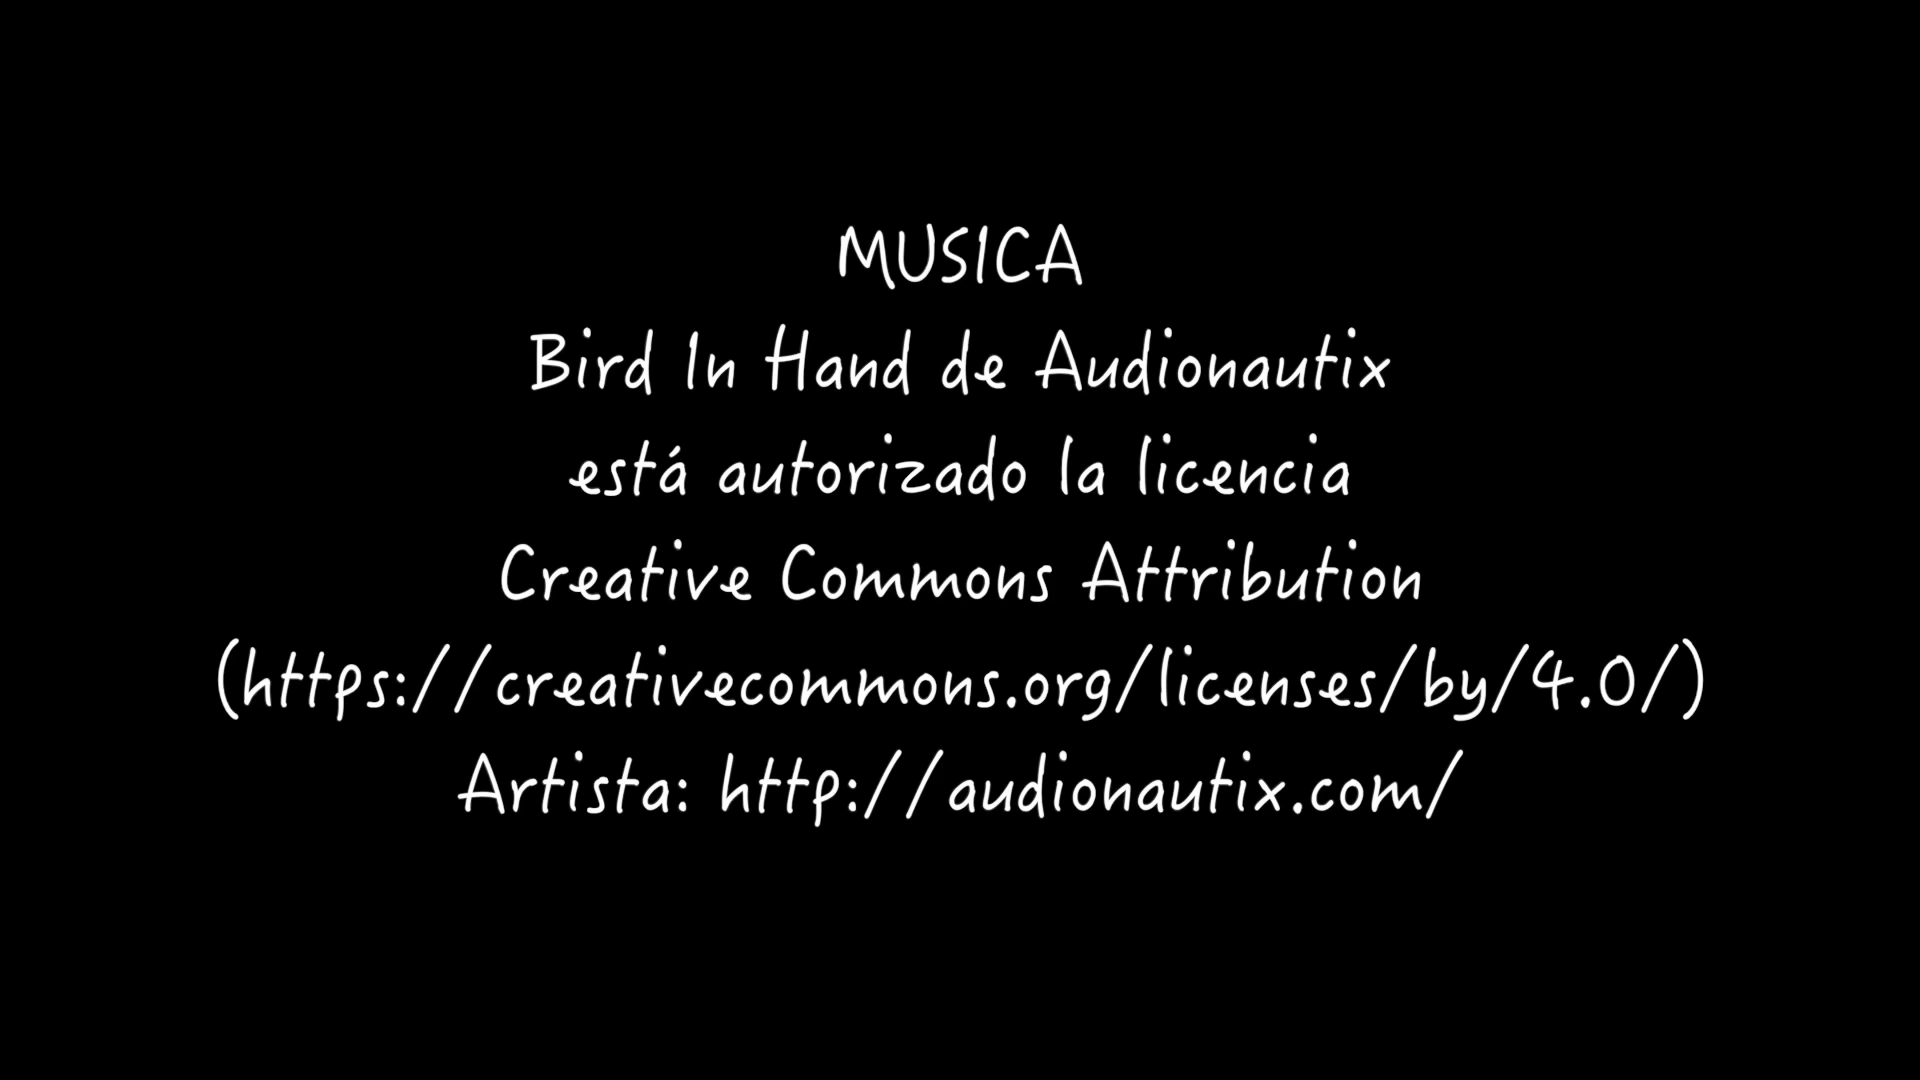 MUSICA
Bird In Hand de Audionautix
está autorizado la licencia
Creative Commons Attribution
(https://creativecommons.org/licenses/by/4.0/)
Artista: http://audionautix.com/